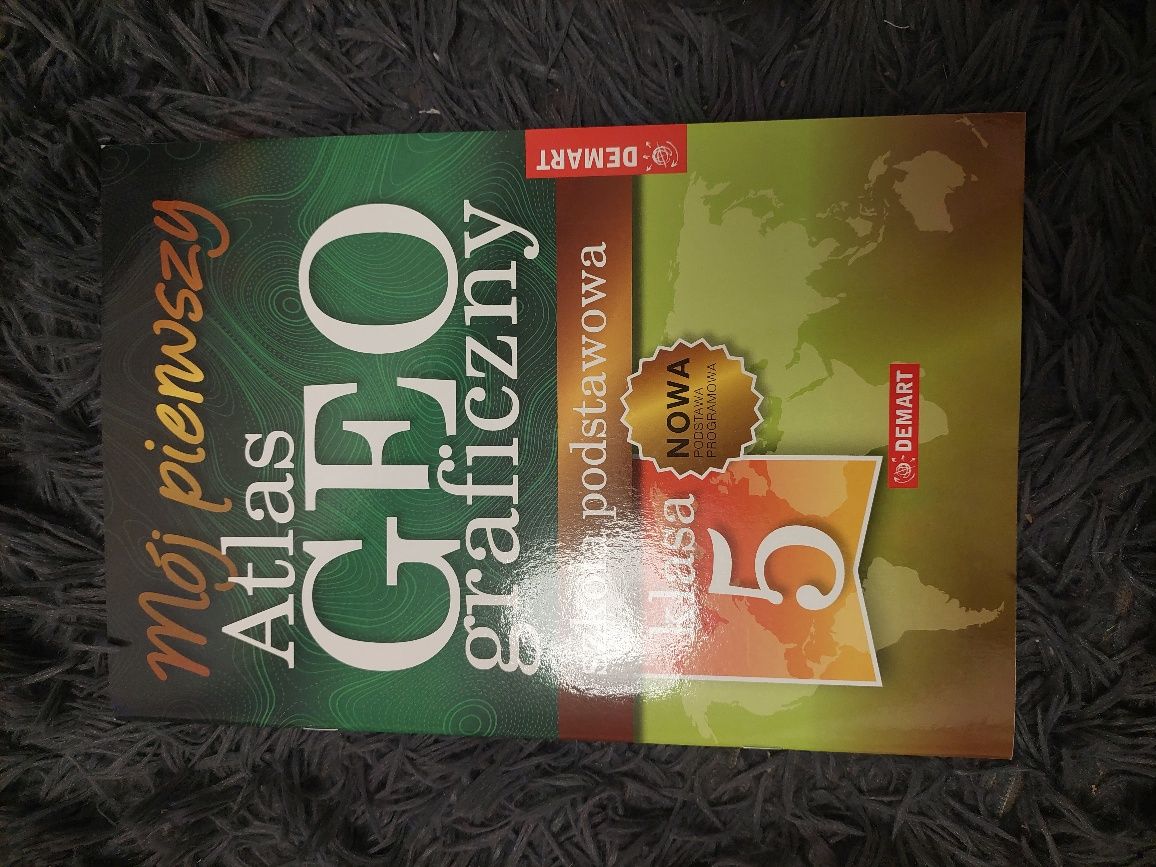 Mój pierwszy
Atlas
GEO
graficzny
DEMART
szkoła podstawowa
klasa
5
NOWA
PODSTAWA
PROGRAMOWA
DEMART